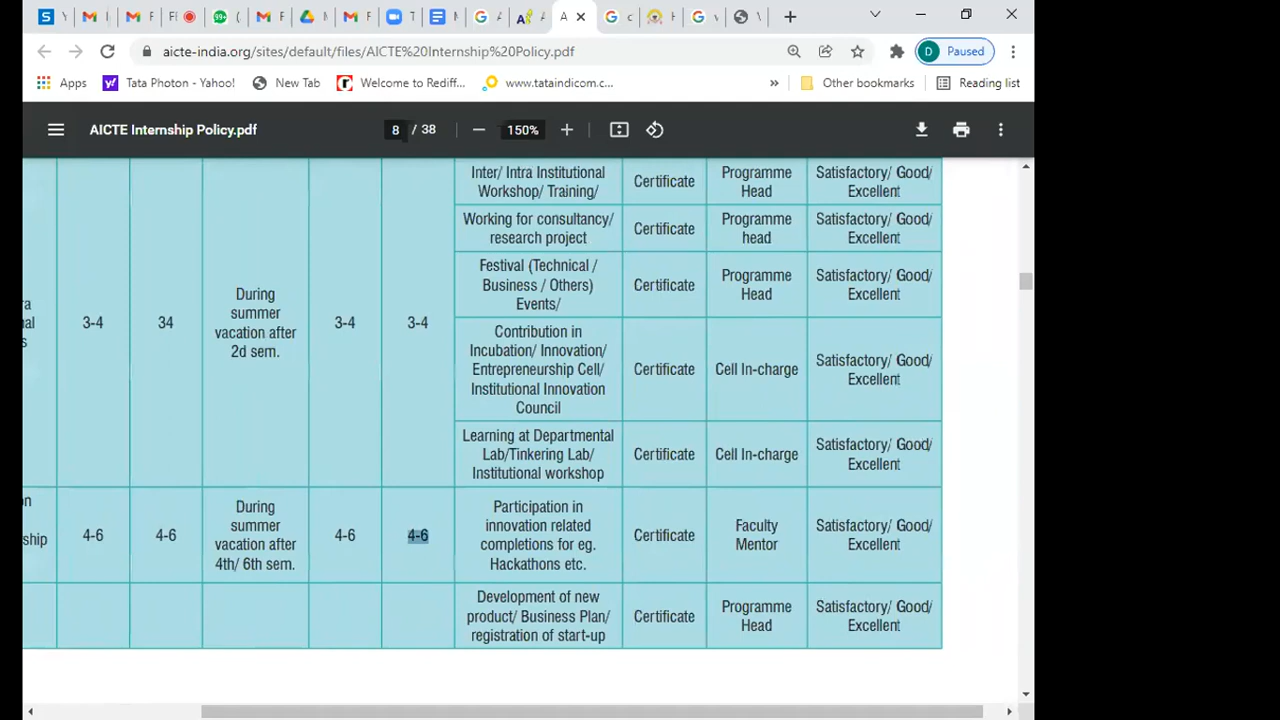 Y
M
F
M
F
F
99+
(
M
F
M
M
F
T
N
A
A
A
c
H
v
V
aicte-india.org/sites/default/files/AICTE%20Internship%20Policy.pdf
D Paused
Apps
Tata Photon - Yahoo!
New Tab
Welcome to Rediff...
www.tataindicom.c...
»
Other bookmarks
Reading list
AICTE Internship Policy.pdf
8 / 38
150%
Inter/ Intra Institutional
Workshop/ Training/
Certificate
Programme
Head
Satisfactory/ Good/
Excellent
Working for consultancy/
research project
Certificate
Programme
head
Satisfactory/ Good/
Excellent
Festival (Technical /
Business / Others)
Events/
Certificate
Programme
Head
Satisfactory/ Good/
Excellent
ra
nal
s
3-4
34
During
summer
vacation after
2d sem.
3-4
3-4
Contribution in
Incubation/ Innovation/
Entrepreneurship Cell/
Institutional Innovation
Council
Certificate
Cell In-charge
Satisfactory/ Good/
Excellent
Learning at Departmental
Lab/Tinkering Lab/
Institutional workshop
Certificate
Cell In-charge
Satisfactory/ Good/
Excellent
on
ship
4-6
4-6
During
summer
vacation after
4th/ 6th sem.
4-6
4-6
Participation in
innovation related
completions for eg.
Hackathons etc.
Certificate
Faculty
Mentor
Satisfactory/ Good/
Excellent
Development of new
product/ Business Plan/
registration of start-up
Certificate
Programme
Head
Satisfactory/ Good/
Excellent